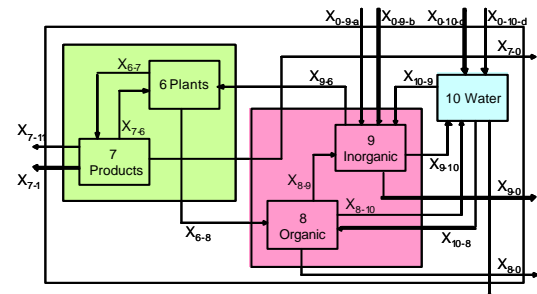 X0-9-a
X0-9-b
X0-10-c
X0-10-d
X7-0
X6-7
6 Plants
X9-6
X10-9
10 Water
X7-11
X7-6
7
Products
9
Inorganic
X7-1
X8-9
X9-10
X9-0
X8-10
8
Organic
X6-8
X10-8
X8-0